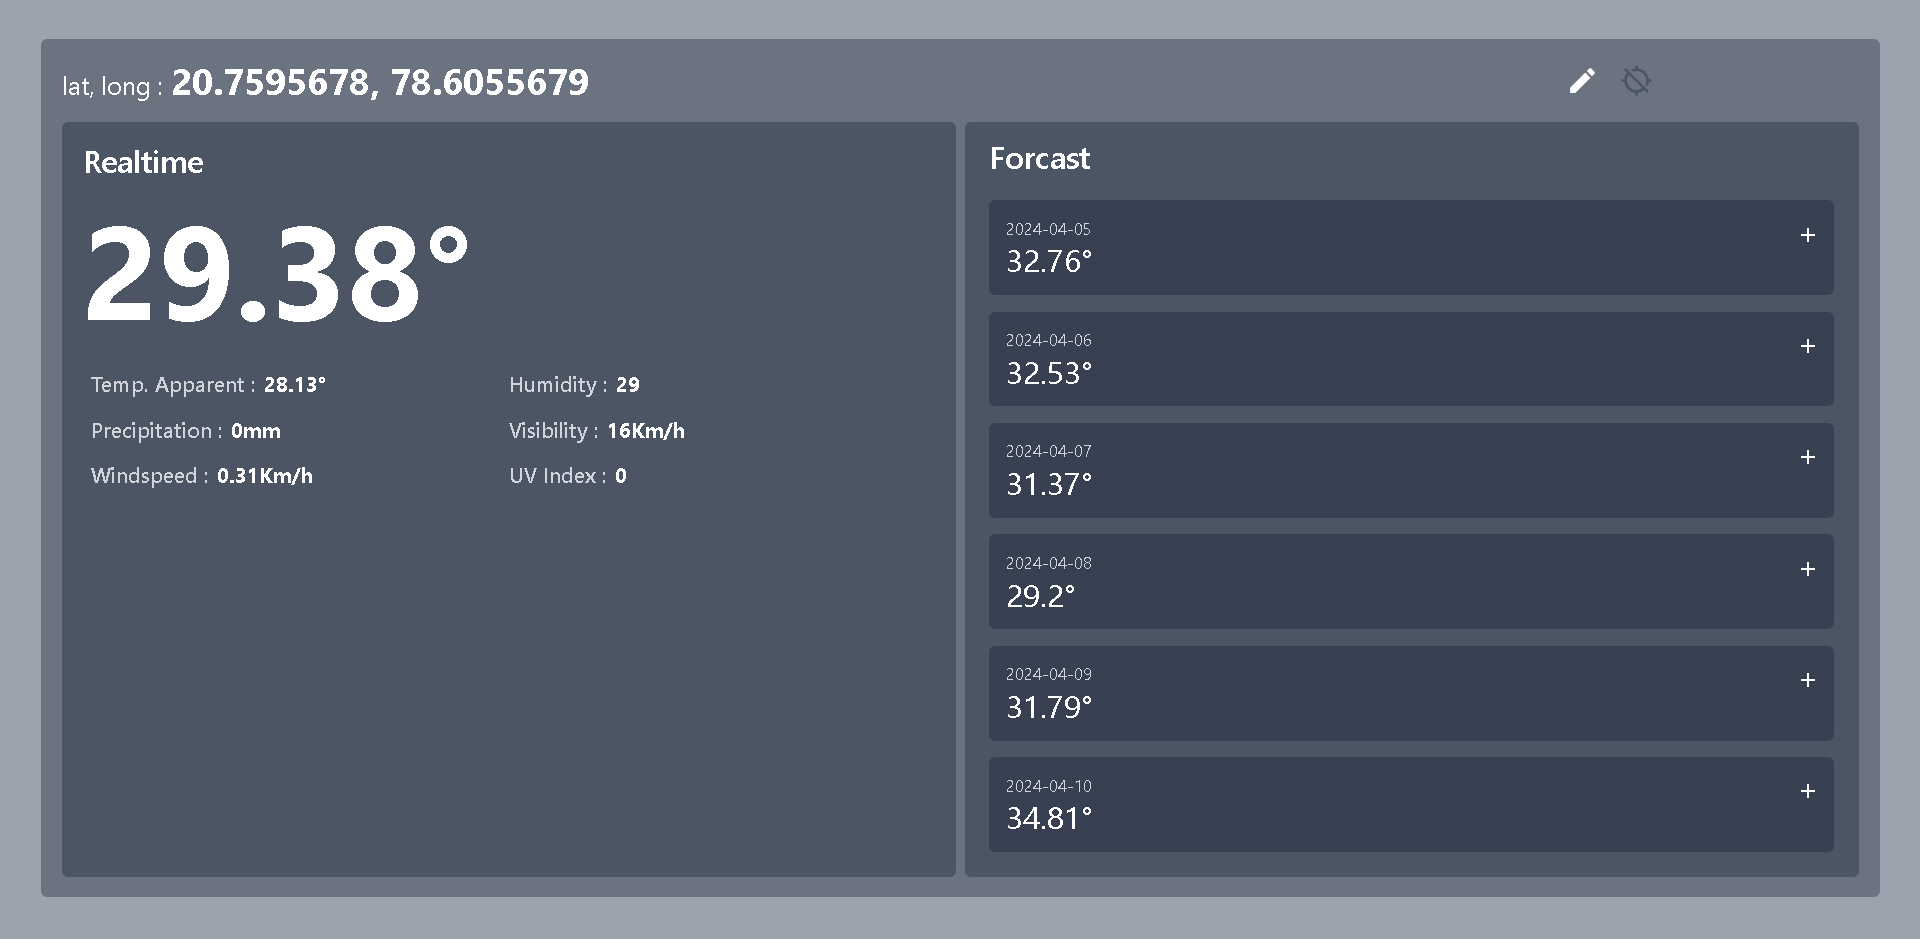 lat, long : 20.7595678, 78.6055679
Realtime
29.38°
Temp. Apparent : 28.13°
Humidity : 29
Precipitation : 0mm
Visibility : 16Km/h
Windspeed : 0.31Km/h
UV Index : 0
Forcast
2024-04-05
32.76°
+
2024-04-06
32.53°
+
2024-04-07
31.37°
+
2024-04-08
29.2°
+
2024-04-09
31.79°
+
2024-04-10
34.81°
+